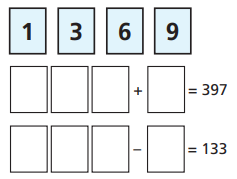 1 3 6 9
+ = 397
− = 133